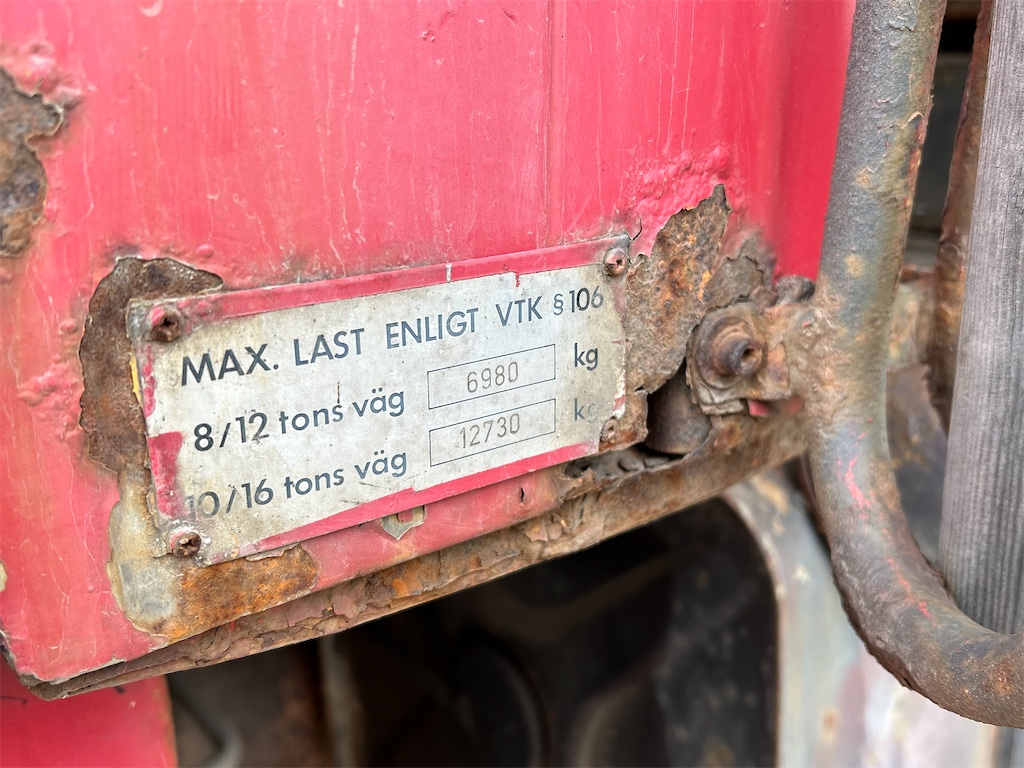 MAX. LAST ENLIGT VTK § 106
8/12 tons väg 6980 kg
10/16 tons väg 12730 kg